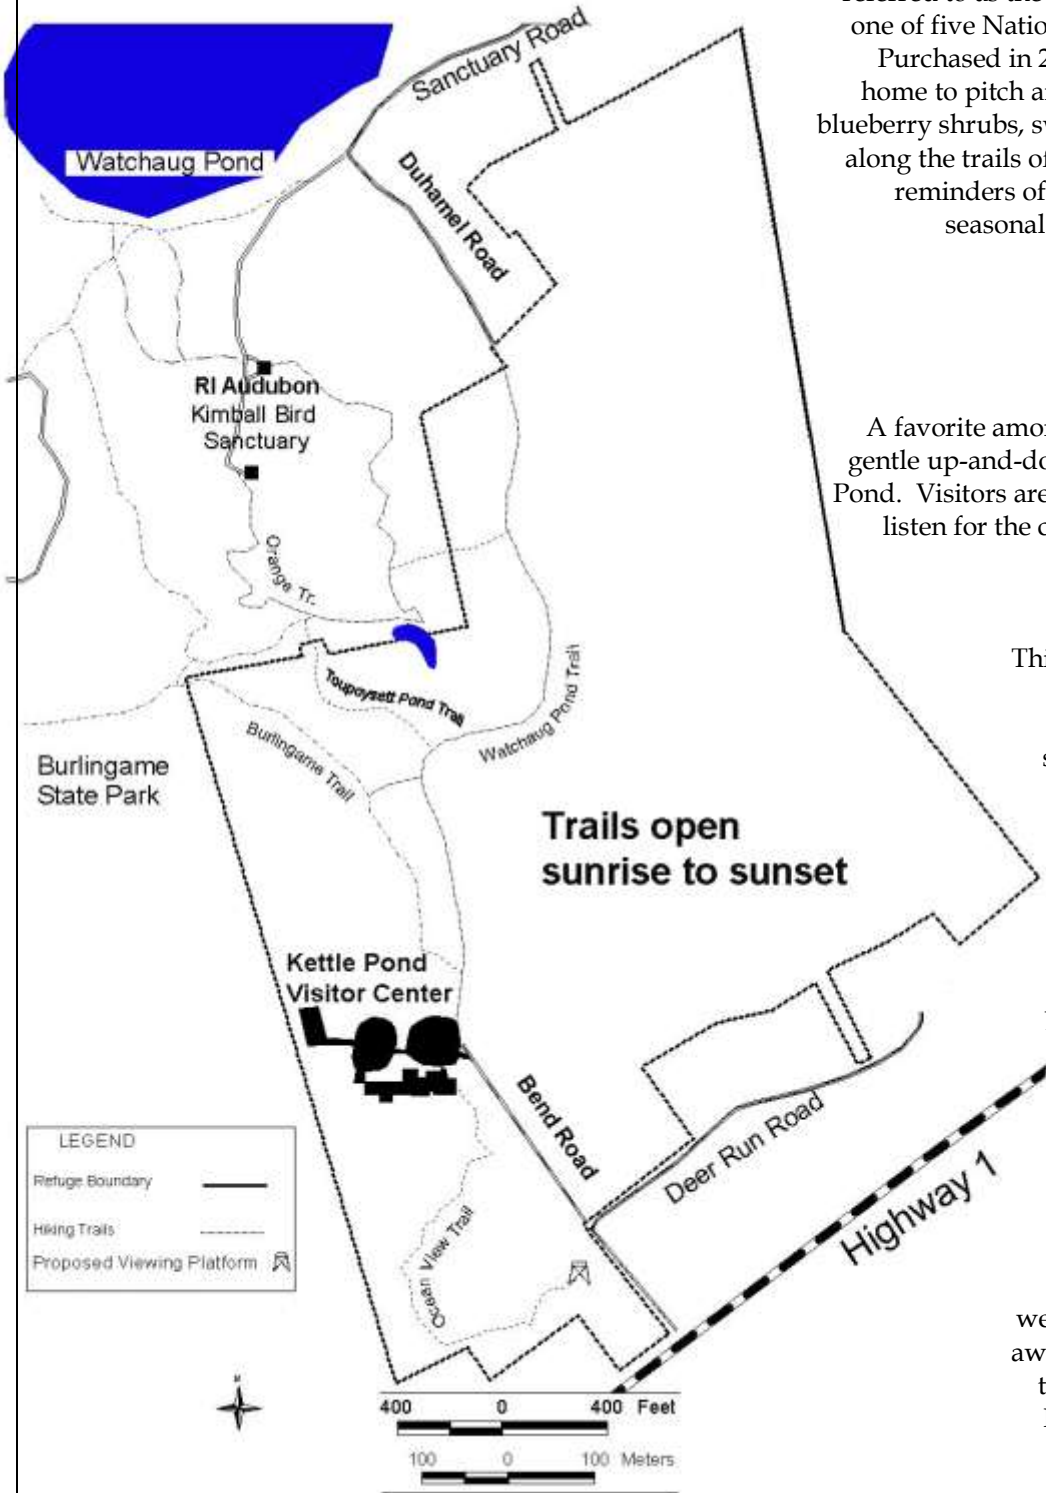 one of five Natio
Purchased in 2
home to pitch a
blueberry shrubs, s
along the trails of
reminders of
seasonal
Sanctuary Road
Watchaug Pond
Duhamel Road
RI Audubon
Kimball Bird
Sanctuary
A favorite amo
gentle up-and-do
Pond. Visitors are
listen for the c
Orange Tr.
Thi
Toupoysett Pond Trail
Watchaug Pond Trail
Burlingame Trail
Burlingame
State Park
s
Trails open
sunrise to sunset
Kettle Pond
Visitor Center
Bend Road
Deer Run Road
Highway 1
Ocean View Trail
LEGEND
Refuge Boundary
Hiking Trails
Proposed Viewing Platform
we
aw
t
N
400 0 400 Feet
100 0 100 Meters